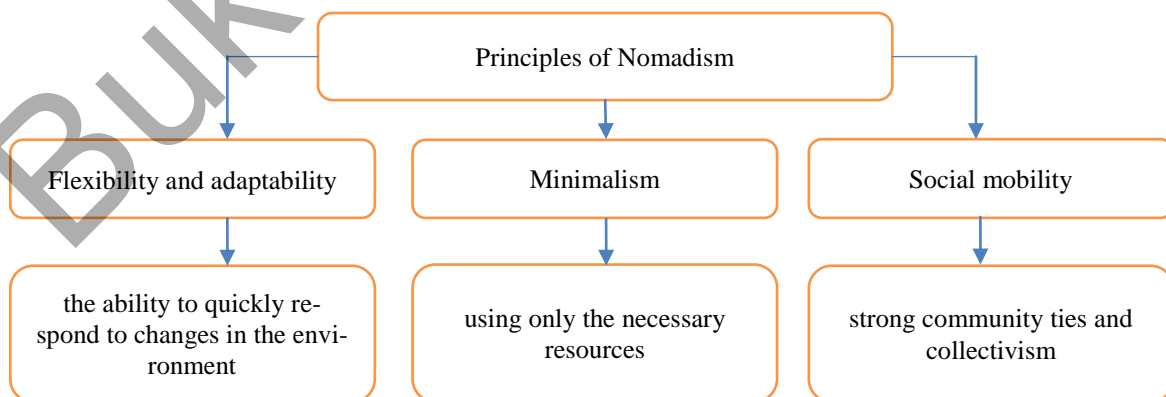 Principles of Nomadism
Flexibility and adaptability
Minimalism
Social mobility
the ability to quickly re-
spond to changes in the envi-
ronment
using only the necessary
resources
strong community ties and
collectivism
Buk